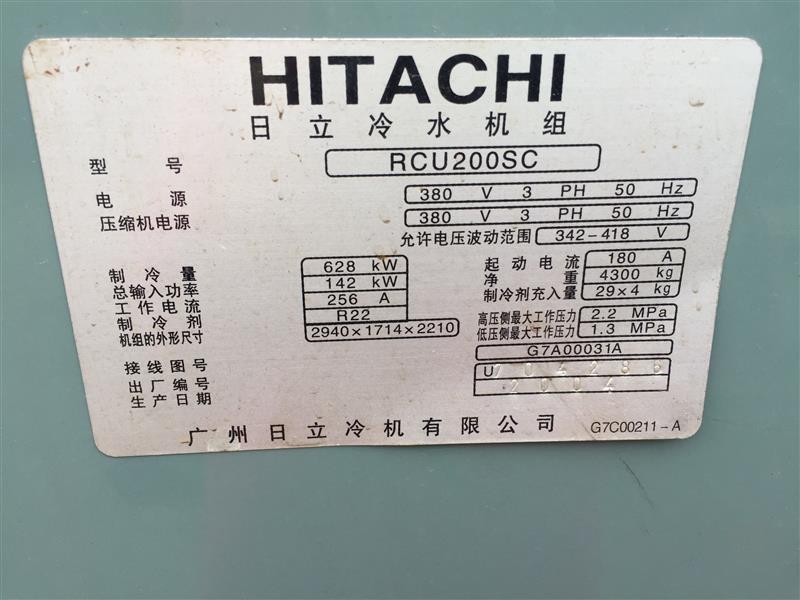 HITACHI
日立冷水机组
型号 RCU200SC
电源 380 V 3 PH 50 Hz
压缩机电源 380 V 3 PH 50 Hz
允许电压波动范围 342-418 V
制冷量 628 kW 起动电流 180 A
总输入功率 142 kW 净重 4300 kg
工作电流 256 A 制冷剂充入量 29×4 kg
制冷剂 R22 高压侧最大工作压力 2.2 MPa
机组的外形尺寸 2940×1714×2210 低压侧最大工作压力 1.3 MPa
接线图号 G7A00031A
出厂编号 U704286
生产日期 2004
广州日立冷机有限公司 G7C00211-A